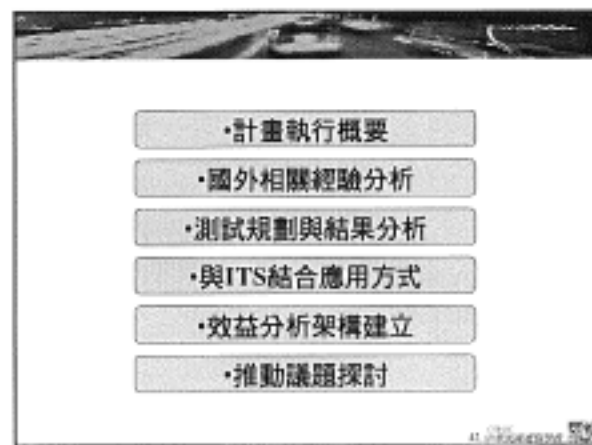 •計畫執行概要
•國外相關經驗分析
•測試規劃與結果分析
•與ITS結合應用方式
•效益分析架構建立
•推動議題探討